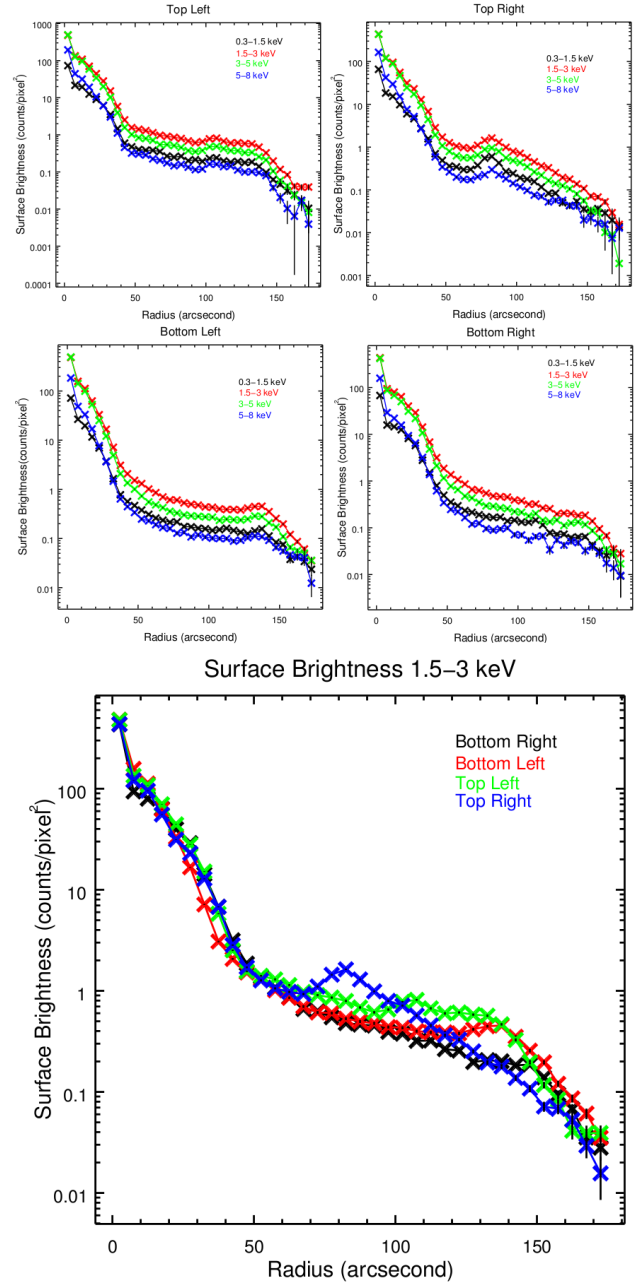 Top Left
Surface Brightness (counts/pixel²)
1000
100
10
1
0.1
0.01
0.001
0.0001
0.3−1.5 keV
1.5−3 keV
3−5 keV
5−8 keV
0 50 100 150
Radius (arcsecond)
Top Right
Surface Brightness (counts/pixel²)
100
10
1
0.1
0.01
0.001
0.3−1.5 keV
1.5−3 keV
3−5 keV
5−8 keV
0 50 100 150
Radius (arcsecond)
Bottom Left
Surface Brightness(counts/pixel²)
100
10
1
0.1
0.01
0.3−1.5 keV
1.5−3 keV
3−5 keV
5−8 keV
0 50 100 150
Radius (arcsecond)
Bottom Right
Surface Brightness (counts/pixel²)
100
10
1
0.1
0.01
0.3−1.5 keV
1.5−3 keV
3−5 keV
5−8 keV
0 50 100 150
Radius (arcsecond)
Surface Brightness 1.5−3 keV
Surface Brightness (counts/pixel²)
100
10
1
0.1
0.01
Bottom Right
Bottom Left
Top Left
Top Right
0 50 100 150
Radius (arcsecond)